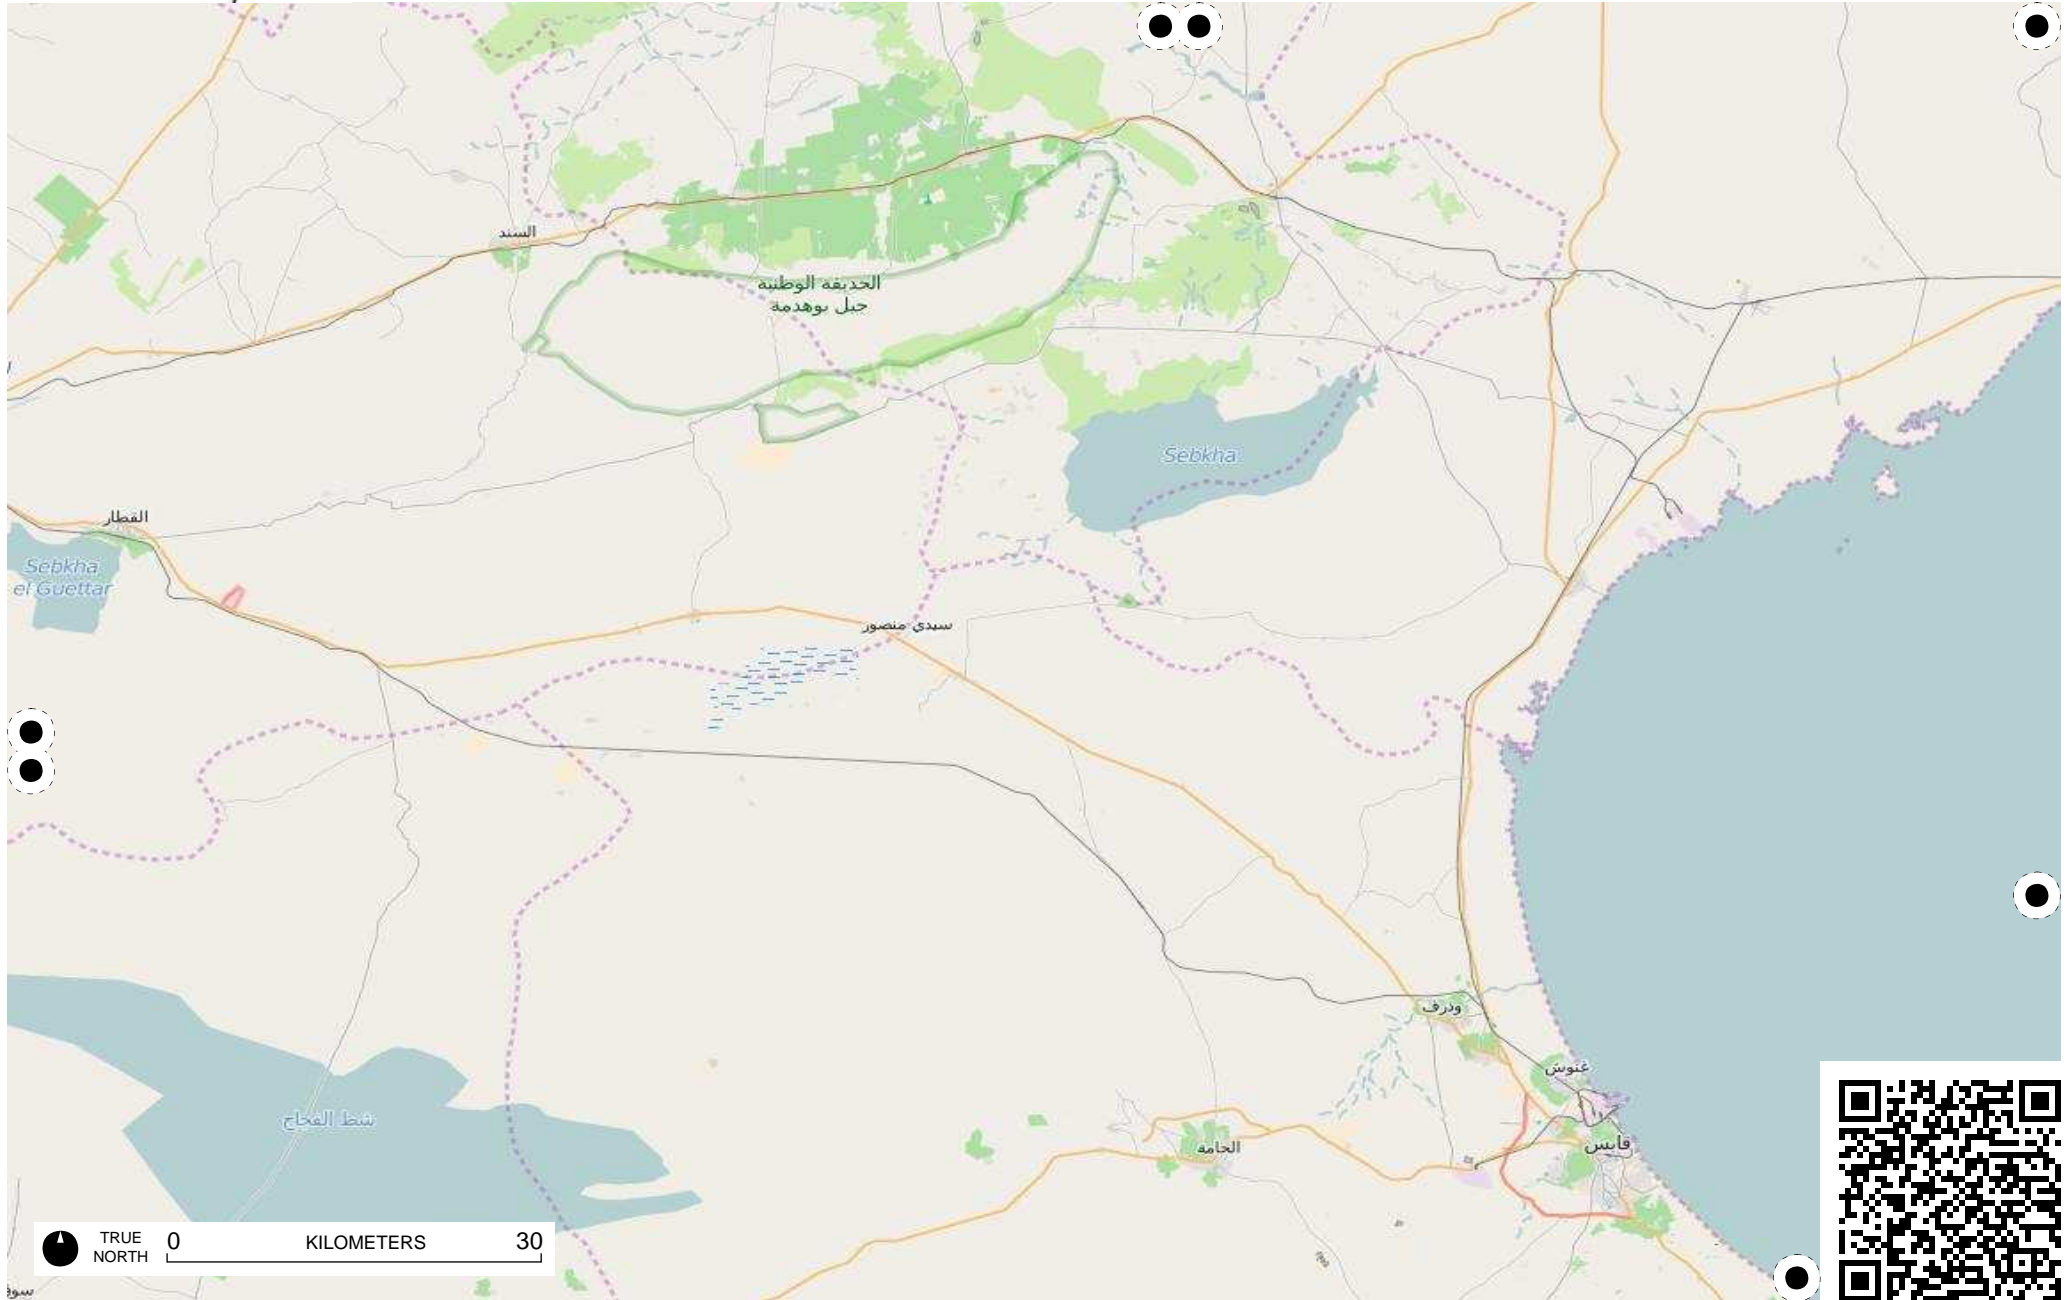 السند
الحديقة الوطنية
جبل بوهدمة
Sebkha
القطار
Sebkha
el Guettar
سيدي منصور
وذرف
غنوش
شط الفجاج
الحامة
قابس
TRUE
NORTH
0 KILOMETERS 30